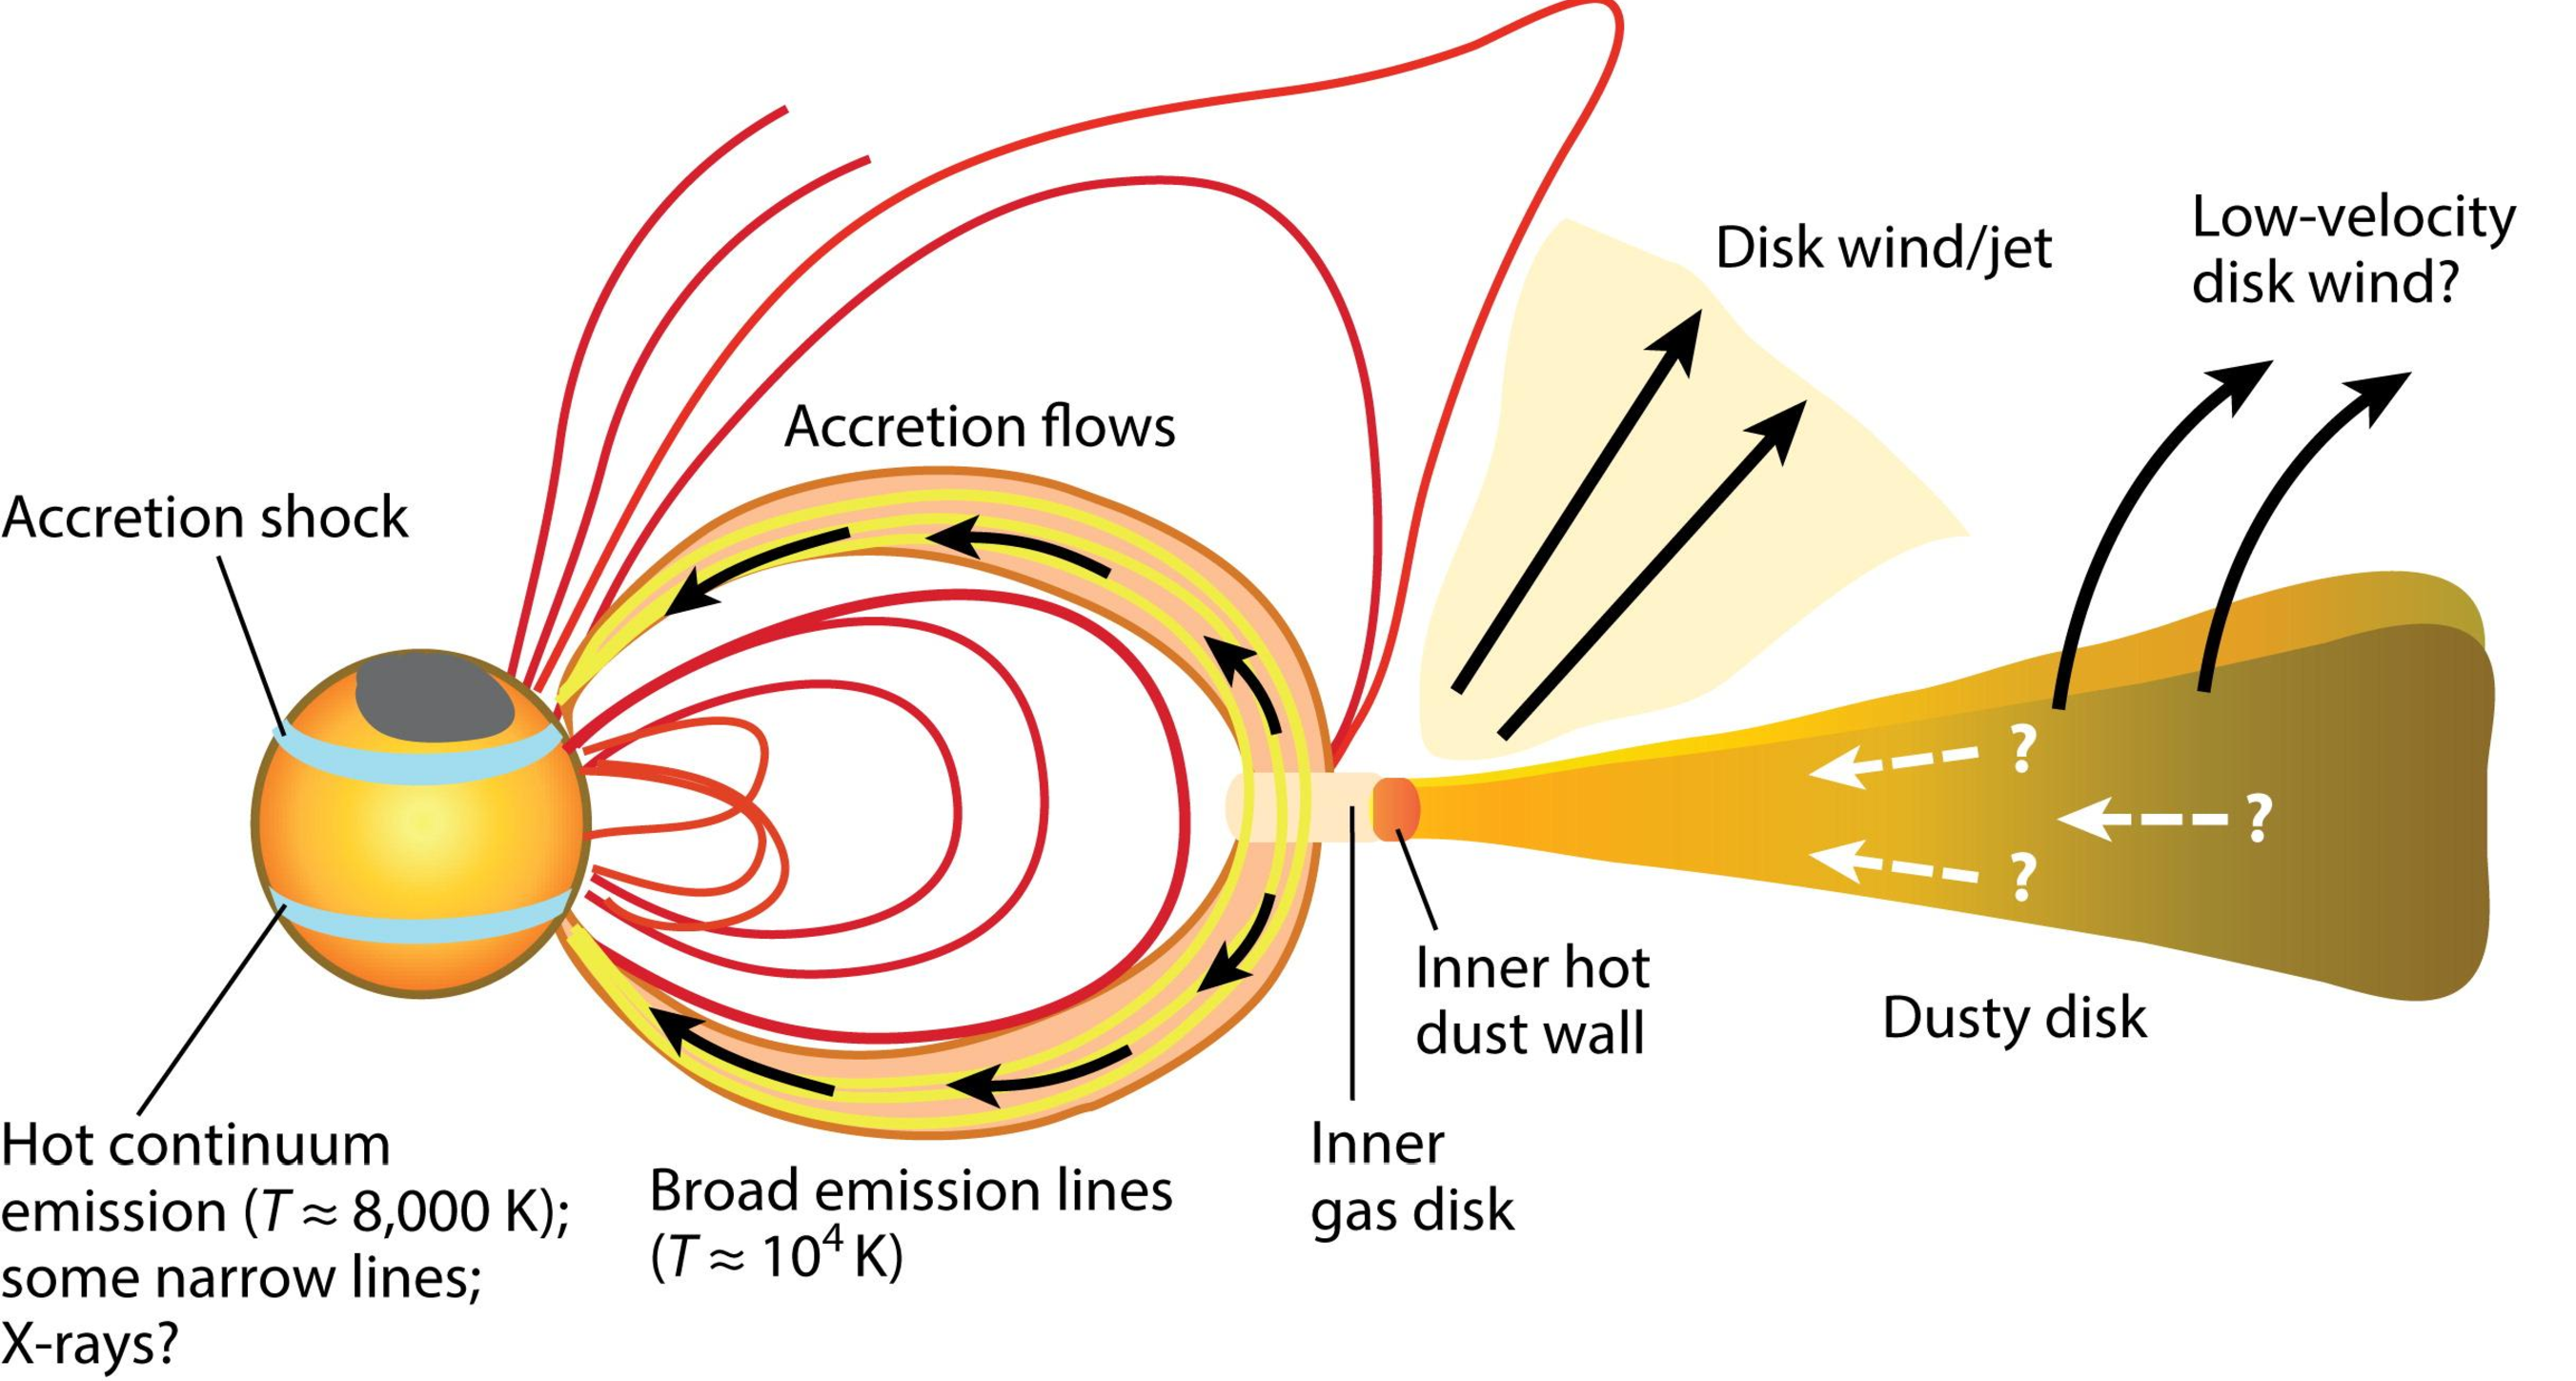 Disk wind/jet
Low-velocity
disk wind?
Accretion flows
Accretion shock
?
?
?
Inner hot
dust wall
Dusty disk
Inner
gas disk
Hot continuum
emission (T ≈ 8,000 K);
some narrow lines;
X-rays?
Broad emission lines
(T ≈ 10⁴ K)